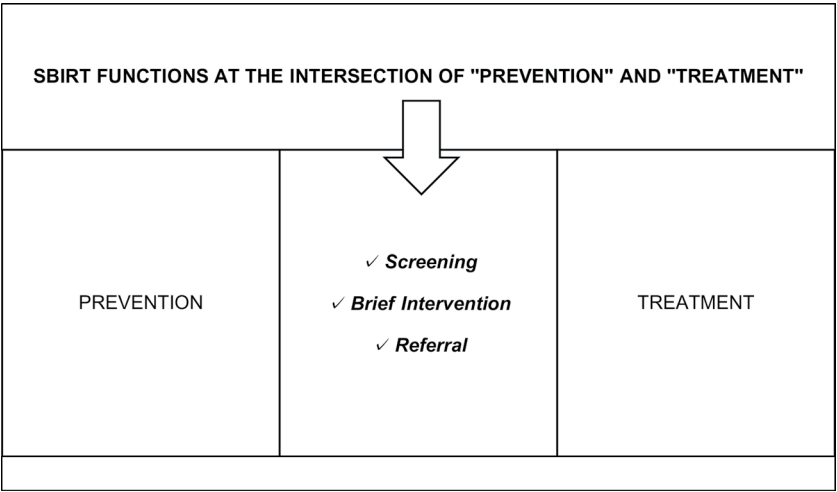 SBIRT FUNCTIONS AT THE INTERSECTION OF "PREVENTION" AND "TREATMENT"
PREVENTION
✓ Screening
✓ Brief Intervention
✓ Referral
TREATMENT